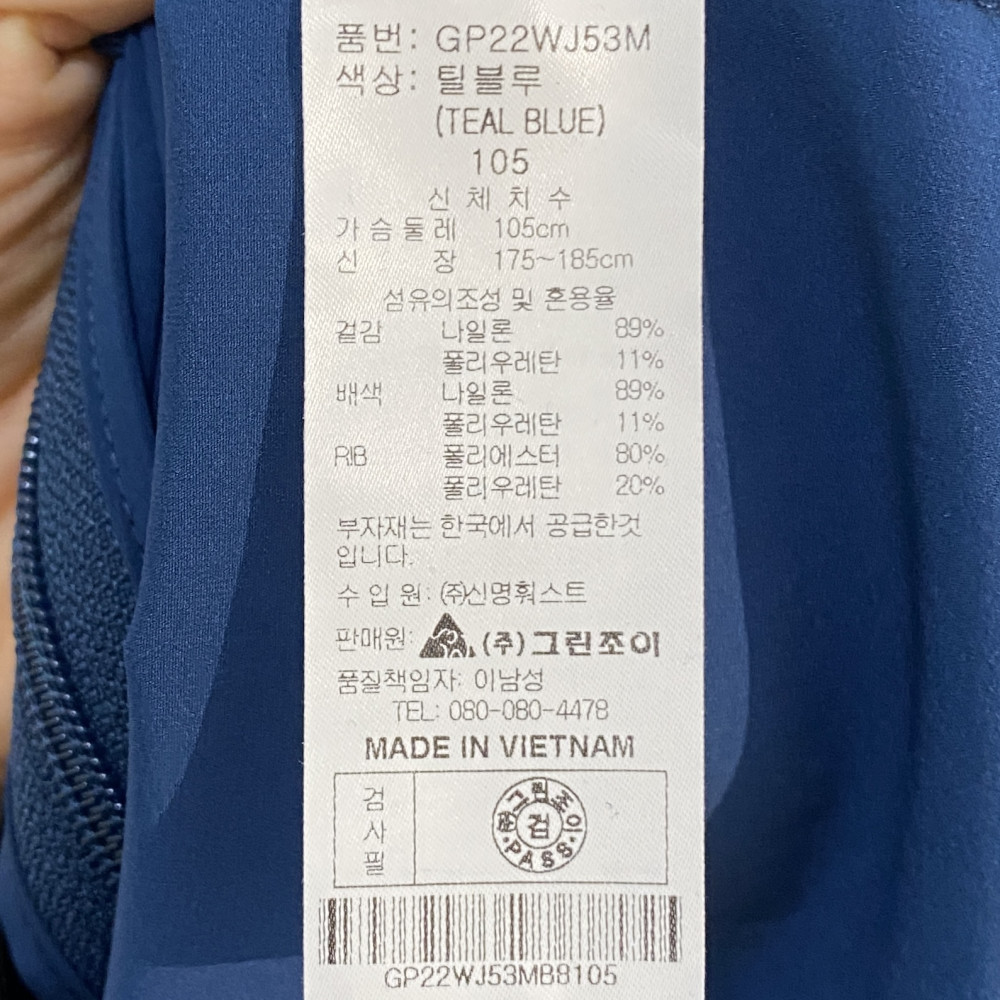 품번: GP22WJ53M
색상: 틸블루
(TEAL BLUE)
105
신 체 치 수
가슴둘레 105cm
신 장 175~185cm
섬유의조성 및 혼용율
겉감 나일론 89%
폴리우레탄 11%
배색 나일론 89%
폴리우레탄 11%
RIB 폴리에스터 80%
폴리우레탄 20%
부자재는 한국에서 공급한것
입니다.
수 입 원: (주)신명훠스트
판매원: (주)그린조이
품질책임자: 이남성
TEL: 080-080-4478
MADE IN VIETNAM
검사필
㈜그린조이
검
PASS
GP22WJ53MB8105